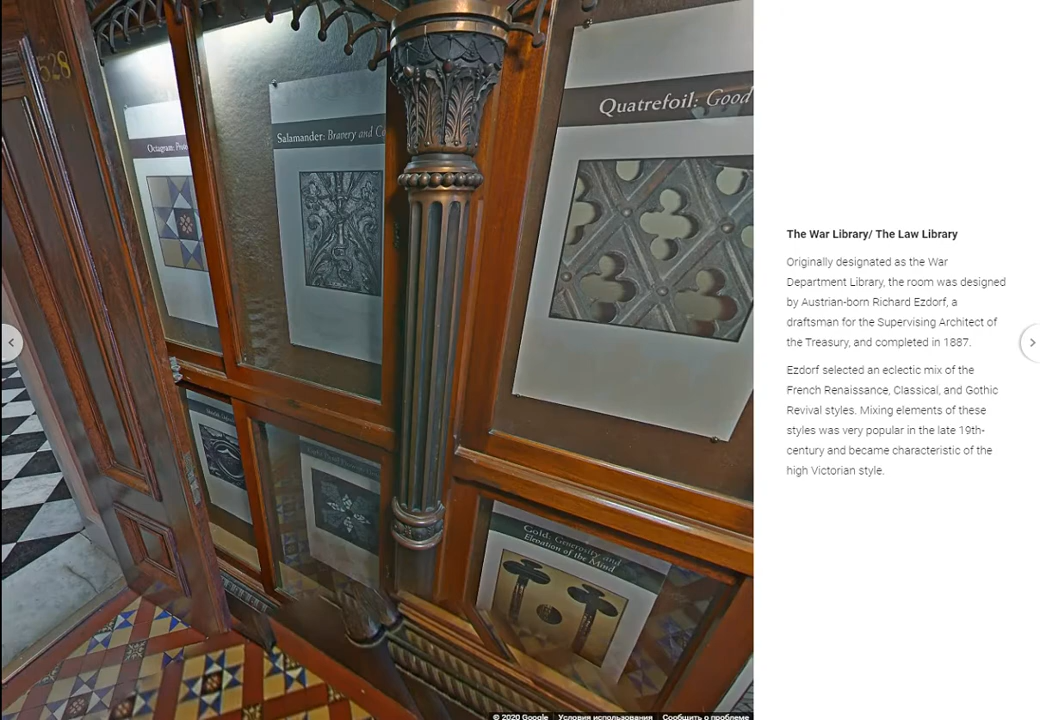 528
Octagram:
Salamander: Bravery and
Quatrefoil: Good
Gold: Generosity and
Elevation of the Mind
The War Library/ The Law Library
Originally designated as the War
Department Library, the room was designed
by Austrian-born Richard Ezdorf, a
draftsman for the Supervising Architect of
the Treasury, and completed in 1887.
Ezdorf selected an eclectic mix of the
French Renaissance, Classical, and Gothic
Revival styles. Mixing elements of these
styles was very popular in the late 19th-
century and became characteristic of the
high Victorian style.
© 2020 Google Условия использования Сообщить о проблеме